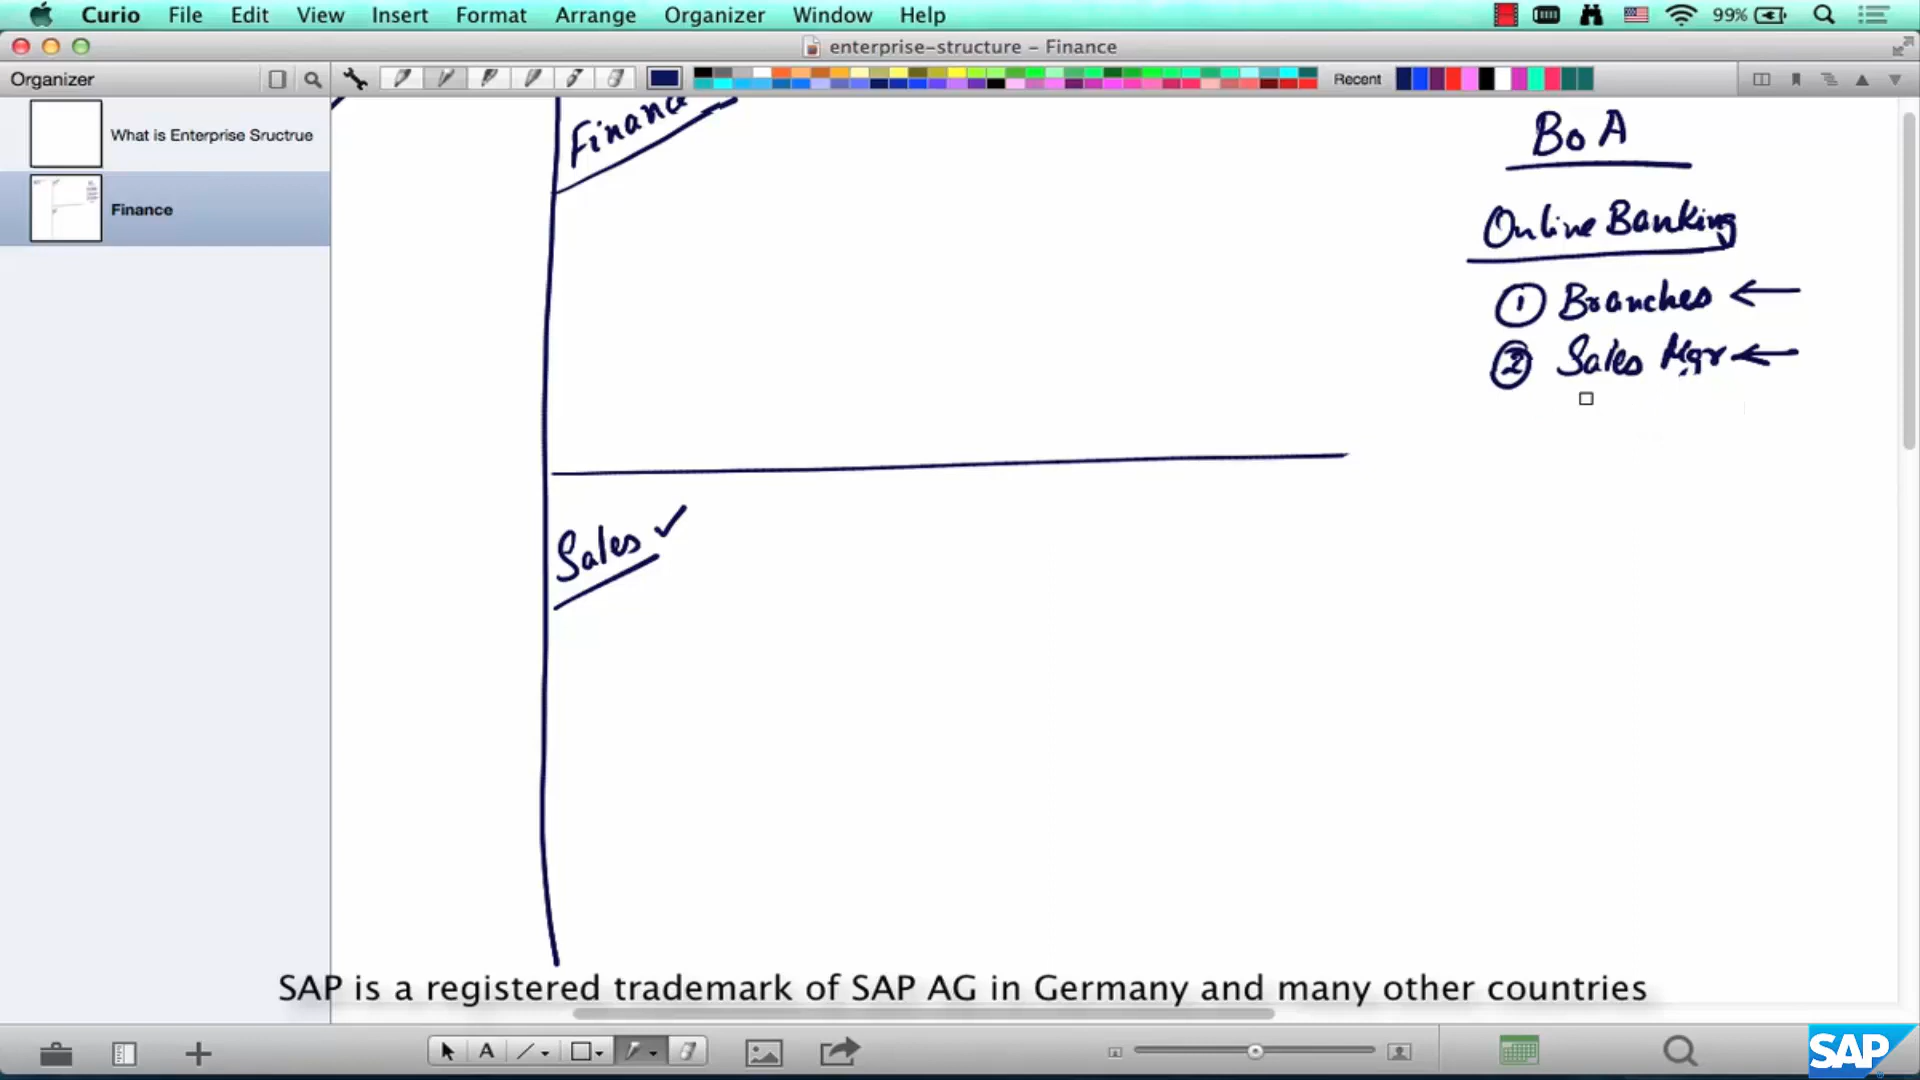 Curio File Edit View Insert Format Arrange Organizer Window Help 99%
enterprise-structure – Finance
Organizer
Recent
What is Enterprise Sructrue
Finance
Finance
BoA
Online Banking
① Branches ←
② Sales Mgr ←
Sales ✓
SAP is a registered trademark of SAP AG in Germany and many other countries
A
SAP